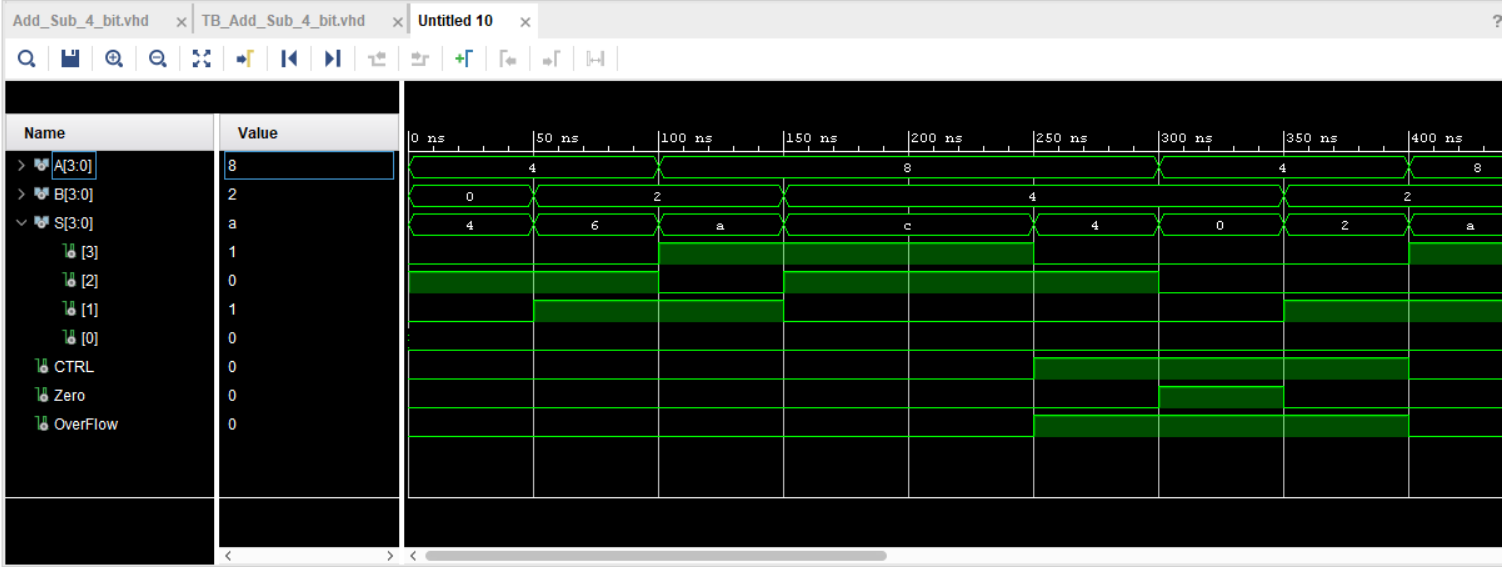 Add_Sub_4_bit.vhd × TB_Add_Sub_4_bit.vhd × Untitled 10 × ?
Name Value 0 ns 50 ns 100 ns 150 ns 200 ns 250 ns 300 ns 350 ns 400 ns
A[3:0] 8 4 8 4 8
B[3:0] 2 0 2 4 2
S[3:0] a 4 6 a c 4 0 2 a
[3] 1
[2] 0
[1] 1
[0] 0
CTRL 0
Zero 0
OverFlow 0